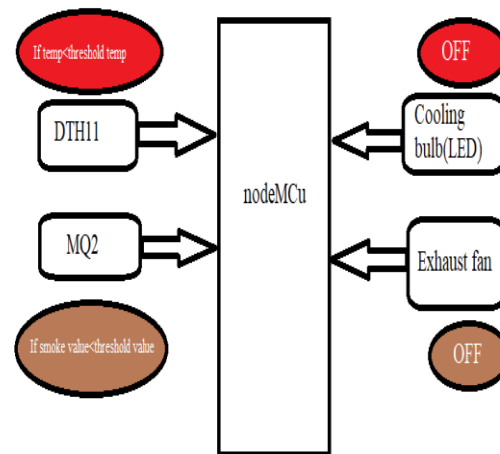 If temp<threshold temp
OFF
DTH11
Cooling
bulb(LED)
nodeMCu
MQ2
Exhaust fan
If smoke value<threshold value
OFF